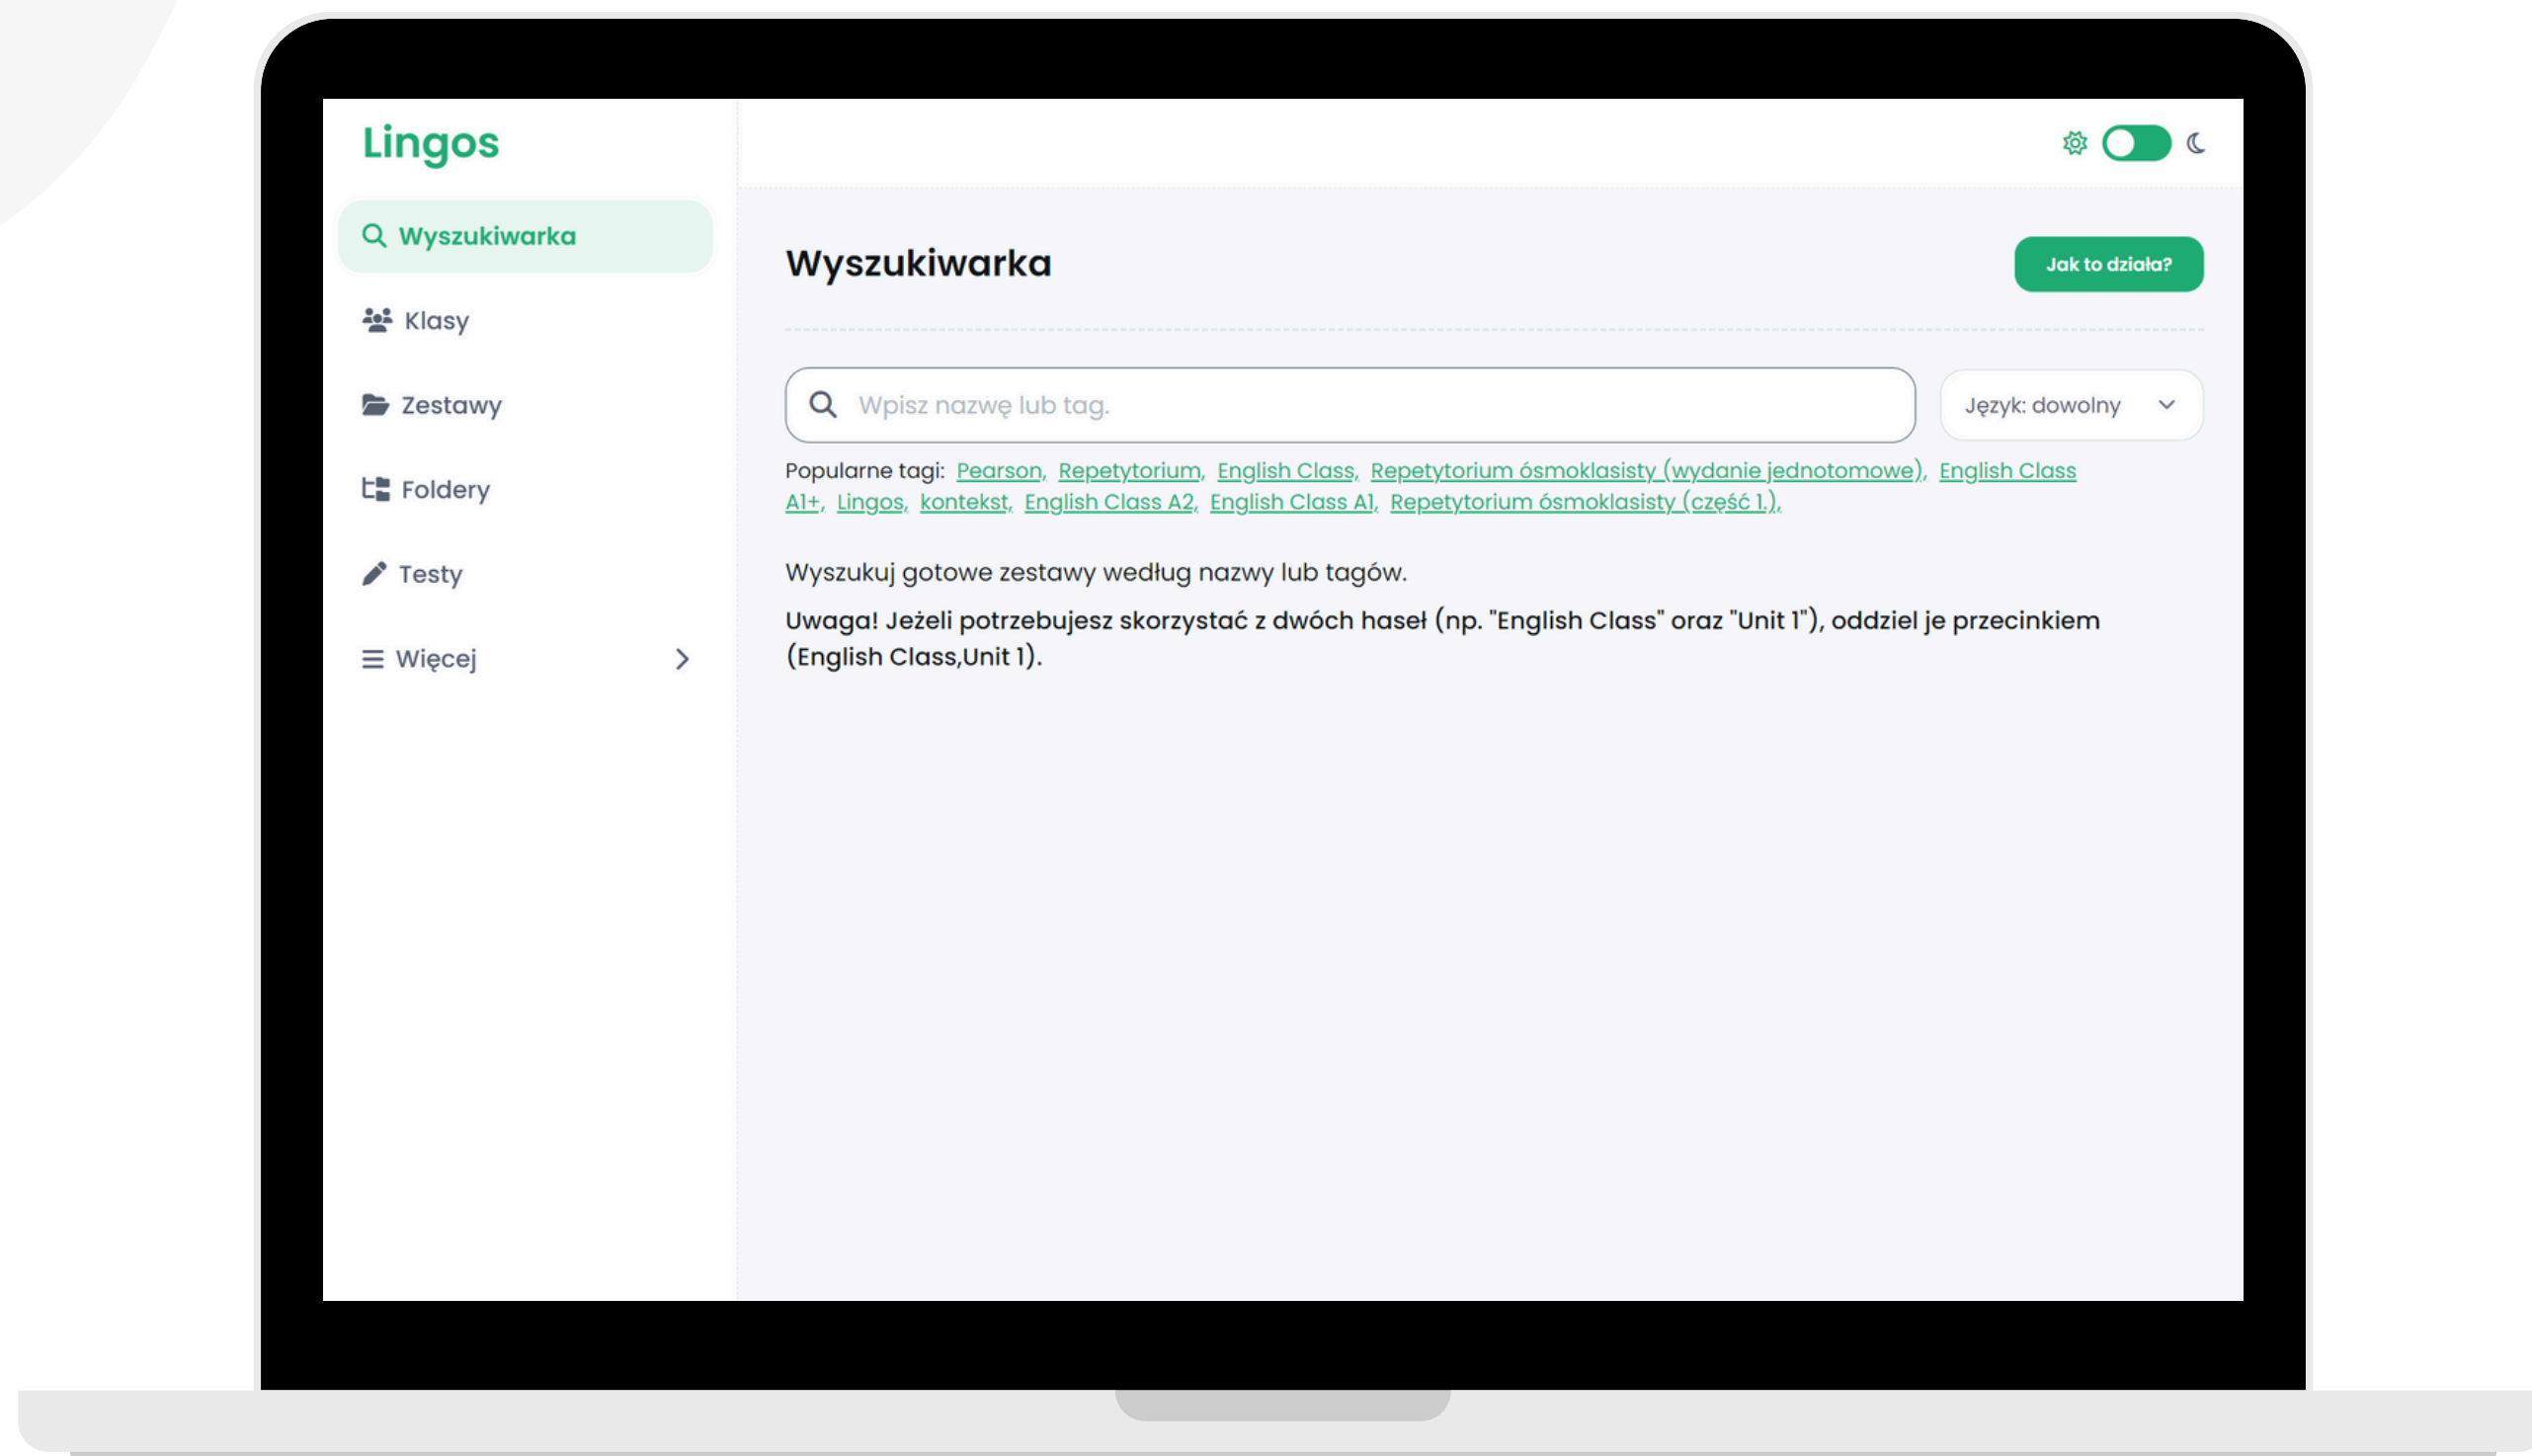 Lingos
Wyszukiwarka
Klasy
Zestawy
Foldery
Testy
Więcej
Wyszukiwarka
Jak to działa?
Wpisz nazwę lub tag.
Język: dowolny
Popularne tagi: Pearson, Repetytorium, English Class, Repetytorium ósmoklasisty (wydanie jednotomowe), English Class
A1+, Lingos, kontekst, English Class A2, English Class A1, Repetytorium ósmoklasisty (część 1.),
Wyszukuj gotowe zestawy według nazwy lub tagów.
Uwaga! Jeżeli potrzebujesz skorzystać z dwóch haseł (np. "English Class" oraz "Unit 1"), oddziel je przecinkiem
(English Class,Unit 1).